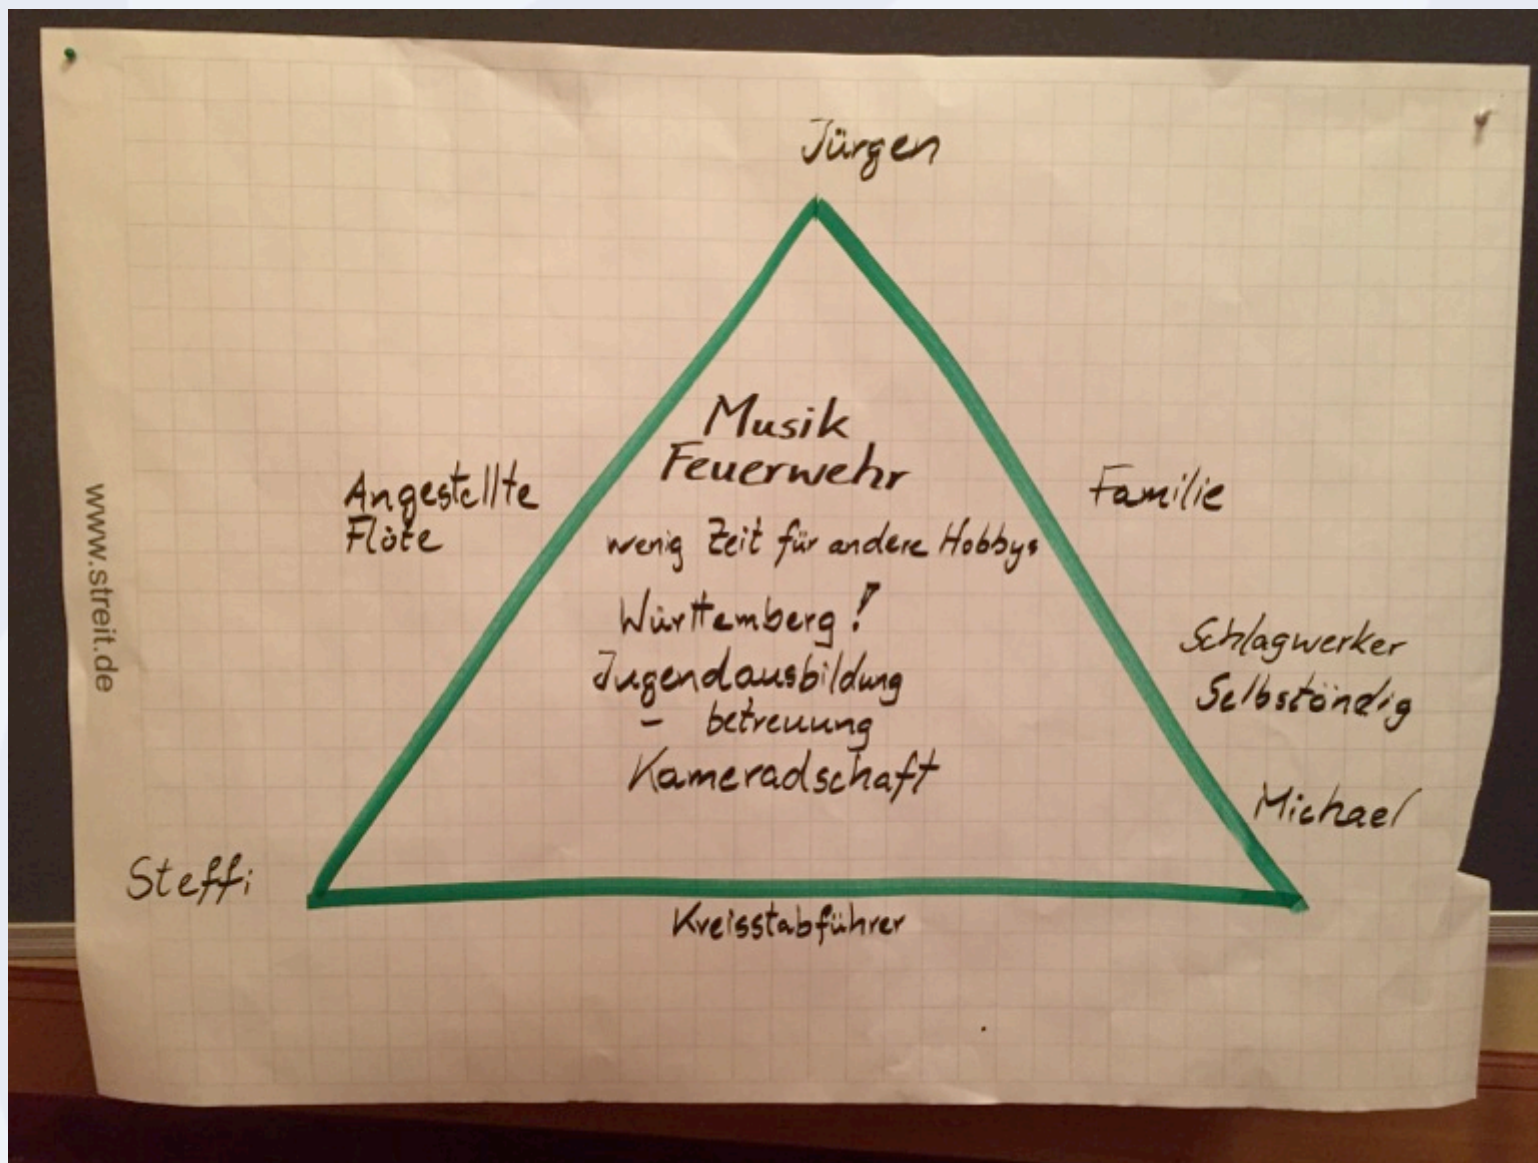 Jürgen
Musik
Feuerwehr
Angestellte
Flöte
Familie
wenig Zeit für andere Hobbys
Württemberg!
Jugendausbildung
- betreuung
Kameradschaft
Schlagwerker
Selbständig
Michael
Steffi
Kreisstabführer
www.streit.de